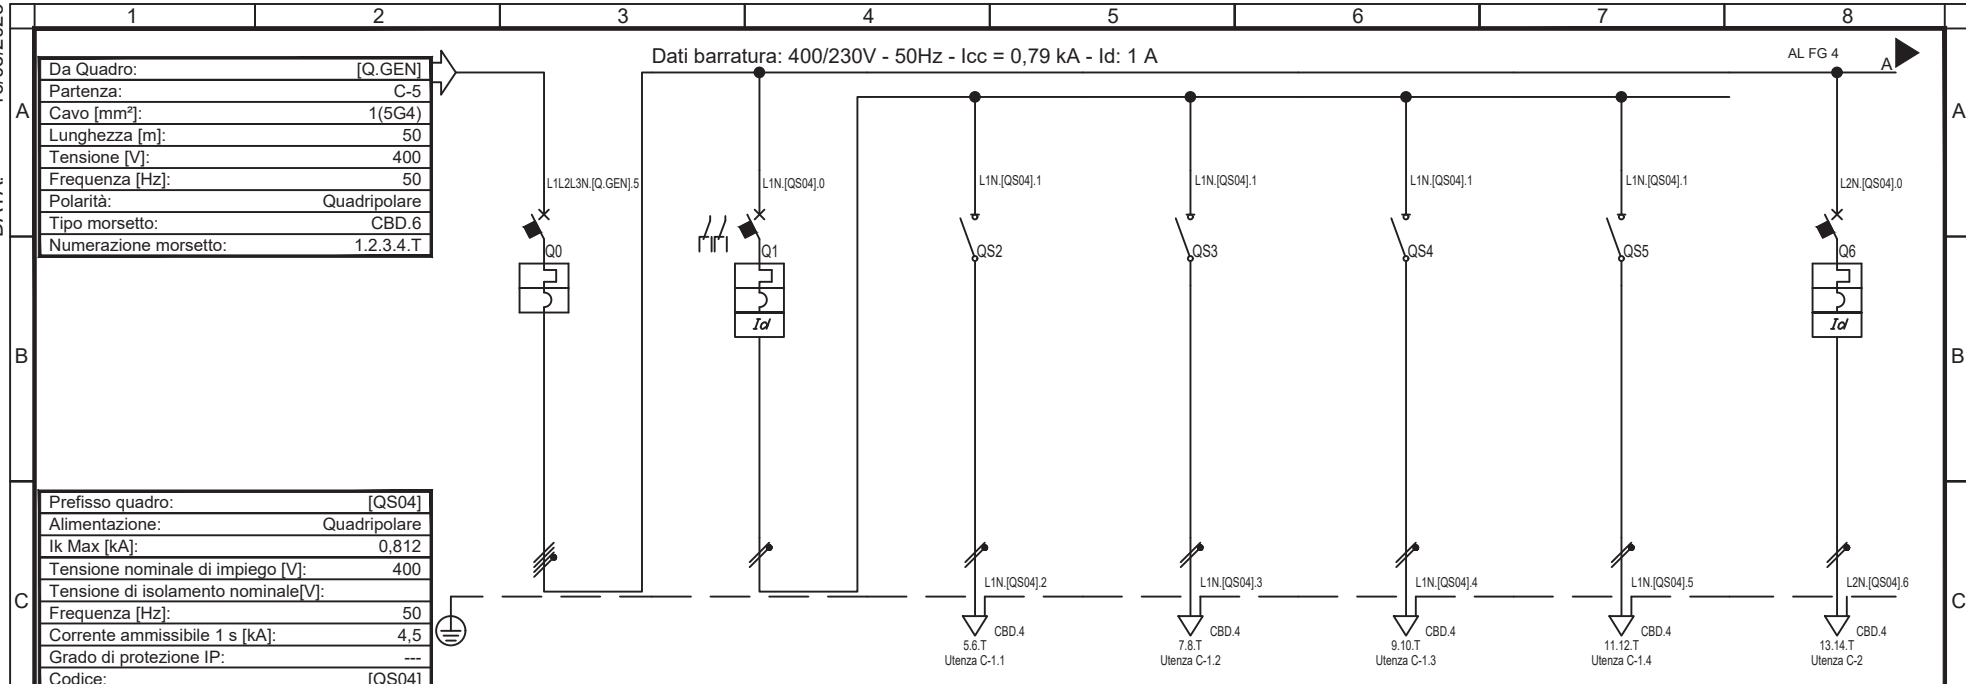 1 2 3 4 5 6 7 8
Dati barratura: 400/230V - 50Hz - Icc = 0,79 kA - Id: 1 A
AL FG 4
A
A
A
Da Quadro: [Q.GEN]
Partenza: C-5
Cavo [mm²]: 1(5G4)
Lunghezza [m]: 50
Tensione [V]: 400
Frequenza [Hz]: 50
Polarità: Quadripolare
Tipo morsetto: CBD.6
Numerazione morsetto: 1.2.3.4.T
L1L2L3N.[Q.GEN].5
L1N.[QS04].0
L1N.[QS04].1
L1N.[QS04].1
L1N.[QS04].1
L1N.[QS04].1
L2N.[QS04].0
Q0
Q1
QS2
QS3
QS4
QS5
Q6
Id
Id
B
B
Prefisso quadro: [QS04]
Alimentazione: Quadripolare
Ik Max [kA]: 0,812
Tensione nominale di impiego [V]: 400
Tensione di isolamento nominale[V]:
Frequenza [Hz]: 50
Corrente ammissibile 1 s [kA]: 4,5
Grado di protezione IP: ---
Codice: [QS04]
C
C
L1N.[QS04].2
L1N.[QS04].3
L1N.[QS04].4
L1N.[QS04].5
L2N.[QS04].6
CBD.4
CBD.4
CBD.4
CBD.4
CBD.4
5.6.T
7.8.T
9.10.T
11.12.T
13.14.T
Utenza C-1.1
Utenza C-1.2
Utenza C-1.3
Utenza C-1.4
Utenza C-2